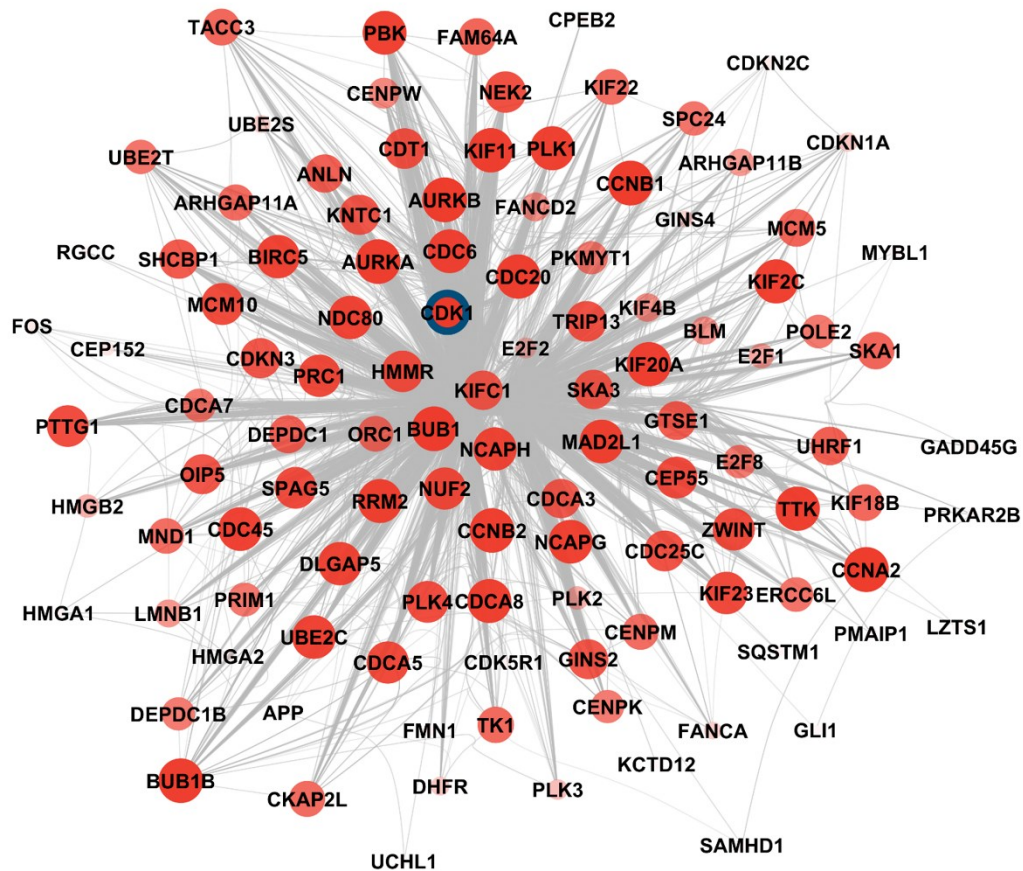 CPEB2
TACC3
PBK
FAM64A
CDKN2C
CENPW
NEK2
KIF22
UBE2S
SPC24
CDKN1A
UBE2T
CDT1
KIF11
PLK1
ARHGAP11B
ANLN
CCNB1
ARHGAP11A
AURKB
FANCD2
KNTC1
GINS4
MCM5
RGCC
SHCBP1
BIRC5
AURKA
CDC6
CDC20
PKMYT1
MYBL1
KIF2C
MCM10
NDC80
CDK1
TRIP13
KIF4B
BLM
POLE2
FOS
CEP152
CDKN3
PRC1
HMMR
E2F2
KIF20A
E2F1
SKA1
KIFC1
SKA3
CDCA7
PTTG1
DEPDC1
ORC1
BUB1
NCAPH
MAD2L1
GTSE1
UHRF1
GADD45G
OIP5
SPAG5
RRM2
NUF2
CDCA3
CEP55
E2F8
KIF18B
HMGB2
MND1
CDC45
CCNB2
NCAPG
CDC25C
ZWINT
TTK
PRKAR2B
DLGAP5
CCNA2
HMGA1
LMNB1
PRIM1
PLK4
CDCA8
PLK2
KIF23
ERCC6L
LZTS1
HMGA2
UBE2C
CDCA5
CDK5R1
GINS2
CENPM
SQSTM1
PMAIP1
DEPDC1B
APP
FMN1
TK1
CENPK
FANCA
GLI1
BUB1B
CKAP2L
DHFR
PLK3
KCTD12
UCHL1
SAMHD1